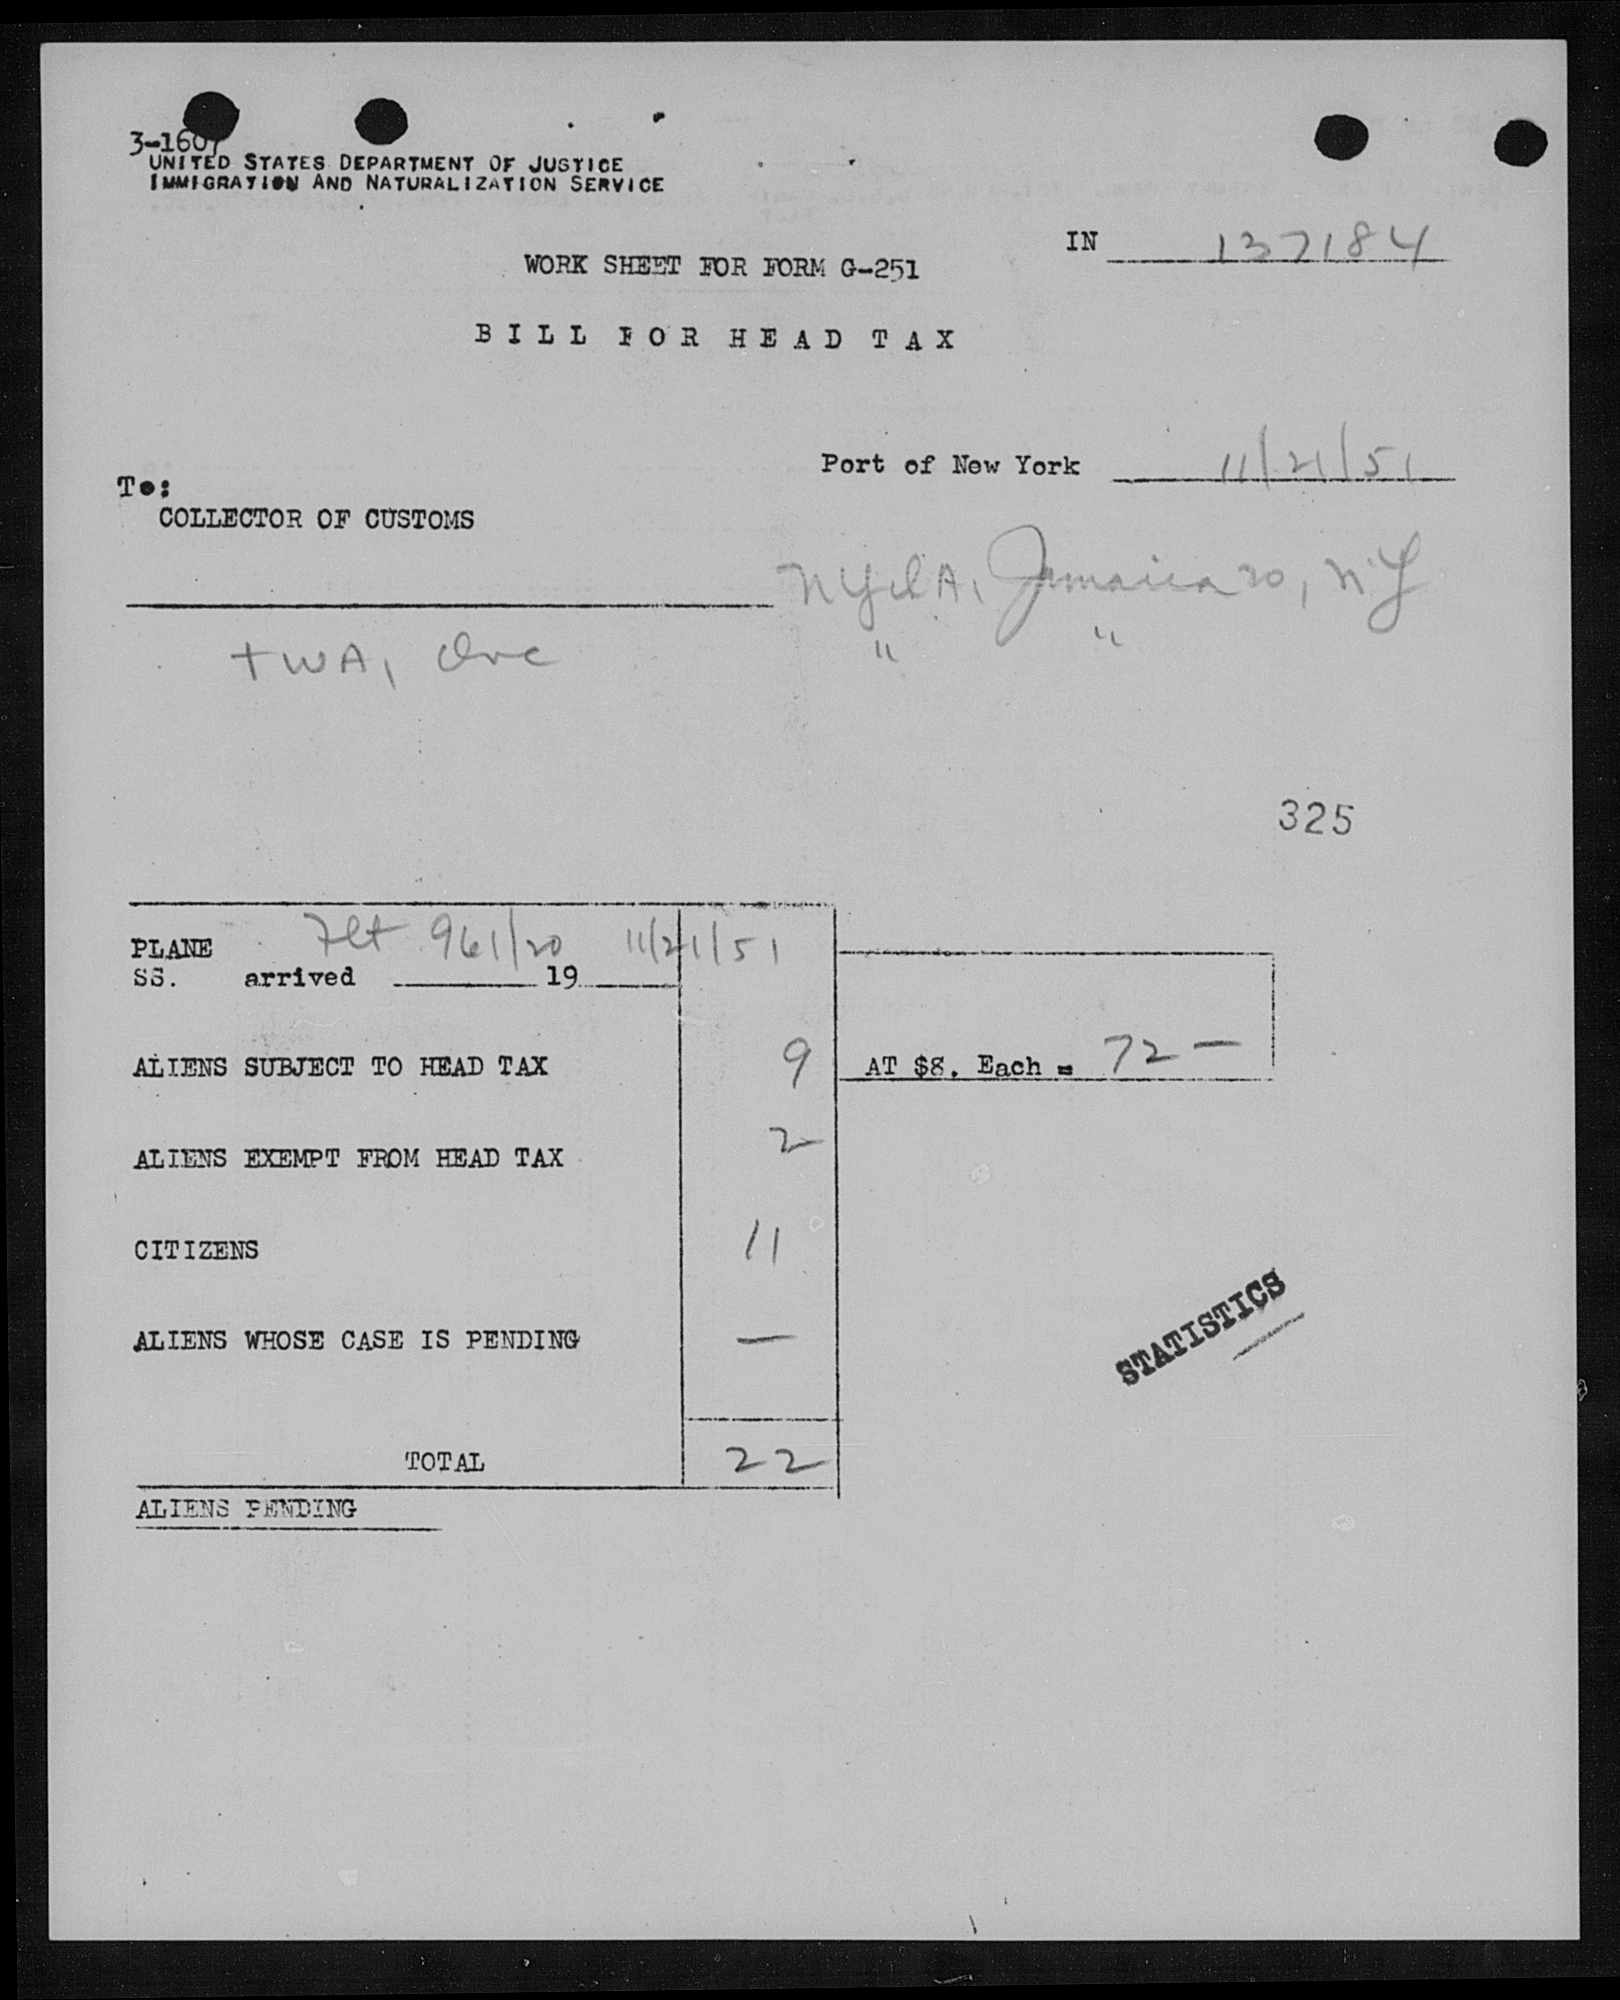 3-1607
UNITED STATES DEPARTMENT OF JUSTICE
IMMIGRATION AND NATURALIZATION SERVICE
IN 137184
WORK SHEET FOR FORM G-251
BILL FOR HEAD TAX
Port of New York 11/21/51
To:
COLLECTOR OF CUSTOMS
NYIA, Jamaica 30, NY
TWA, Inc " "
325
PLANE Flt 961/20 11/21/51
SS. arrived 19
ALIENS SUBJECT TO HEAD TAX 9 AT $8. Each = 72 —
ALIENS EXEMPT FROM HEAD TAX 2
CITIZENS 11
ALIENS WHOSE CASE IS PENDING —
STATISTICS
TOTAL 22
ALIENS PENDING